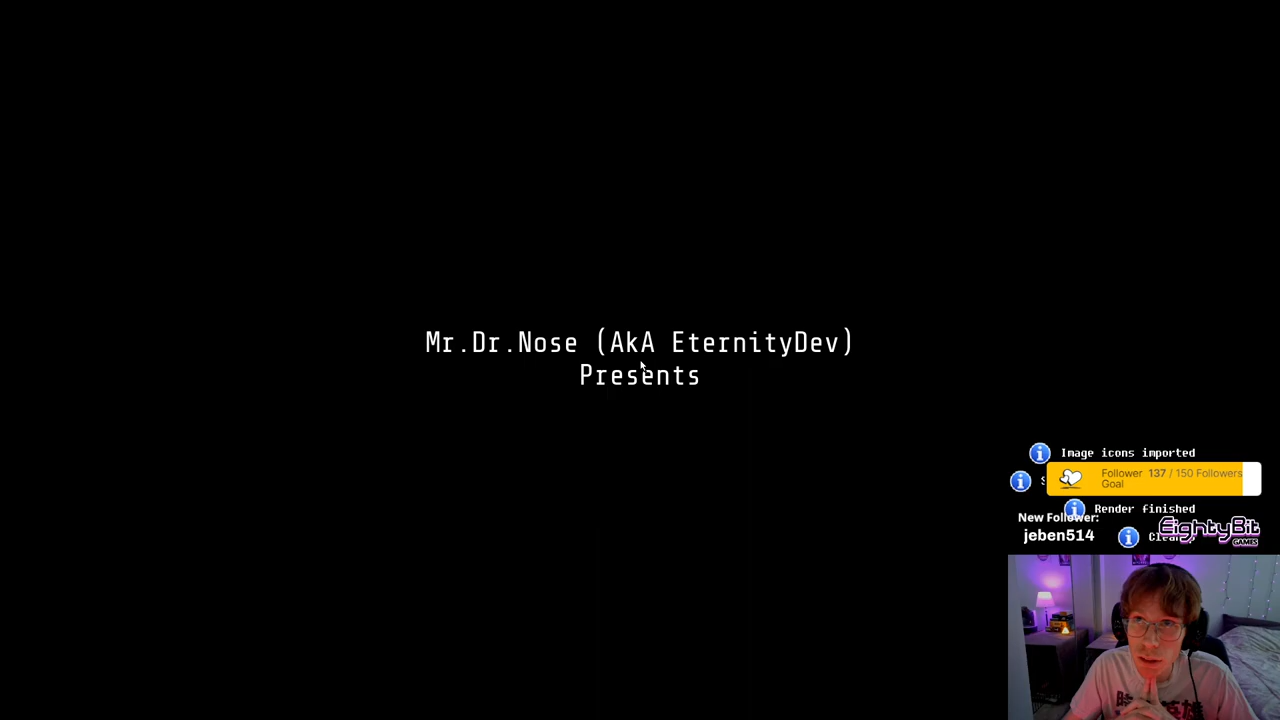 Mr.Dr.Nose (AkA EternityDev)
Presents
Image icons imported
Follower 137 / 150 Followers
Goal
Render finished
New Follower:
jeben514
EightyBit
GAMES